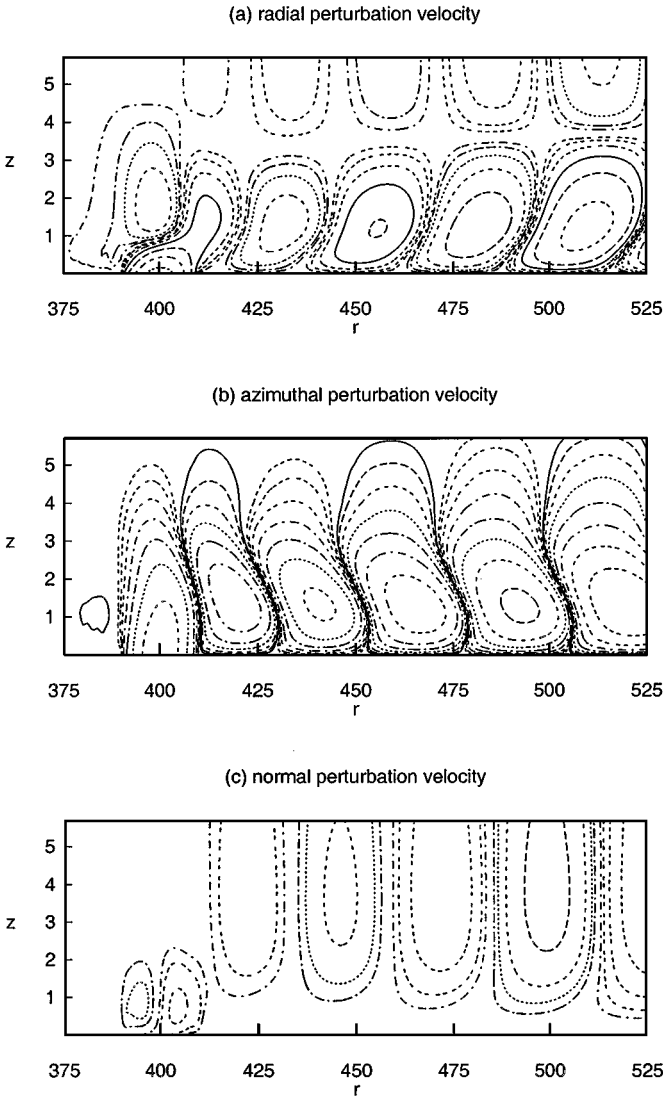 (a) radial perturbation velocity
5
4
z 3
2
1
375 400 425 450 475 500 525
r
(b) azimuthal perturbation velocity
5
4
z 3
2
1
375 400 425 450 475 500 525
r
(c) normal perturbation velocity
5
4
z 3
2
1
375 400 425 450 475 500 525
r